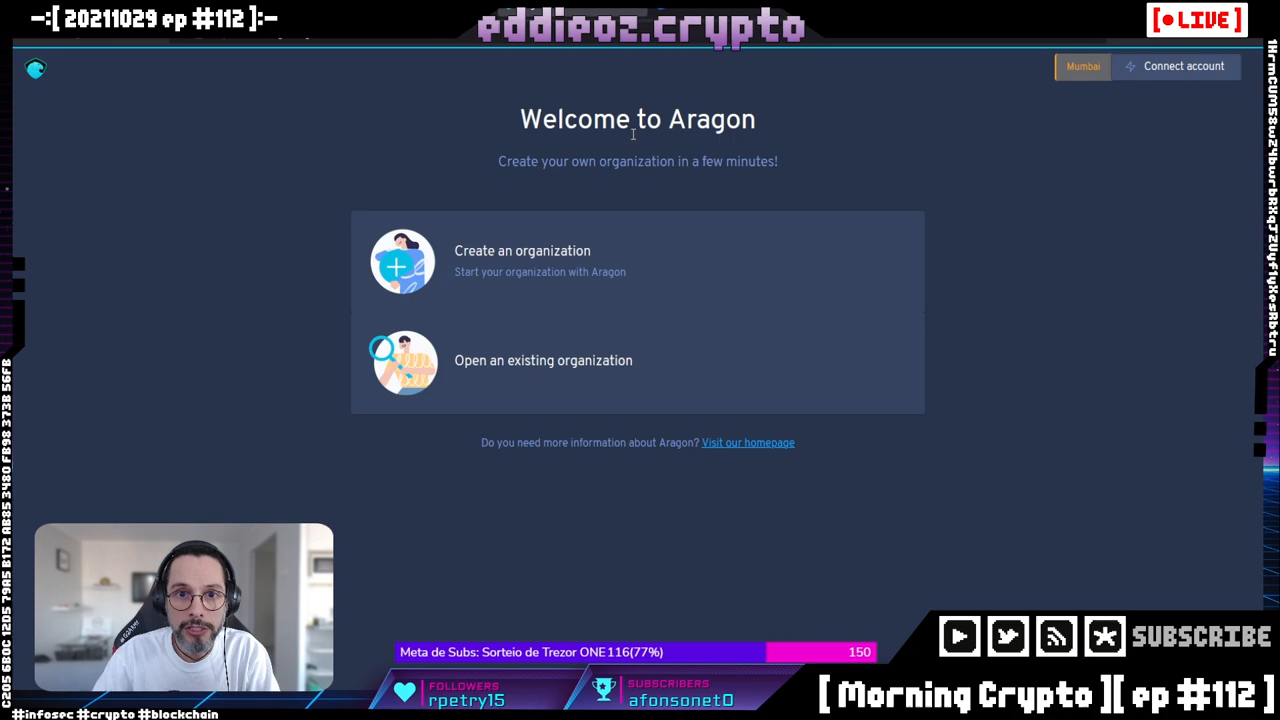 -:[ 20211029 ep #112 ]:-
eddieoz.crypto
[ LIVE ]
Mumbai
Connect account
Welcome to Aragon
Create your own organization in a few minutes!
Create an organization
Start your organization with Aragon
Open an existing organization
Do you need more information about Aragon? Visit our homepage
Meta de Subs: Sorteio de Trezor ONE 116 (77%)
150
FOLLOWERS
rpetry15
SUBSCRIBERS
afonsonet0
SUBSCRIBE
[ Morning Crypto ][ ep #112 ]
#infosec #crypto #blockchain